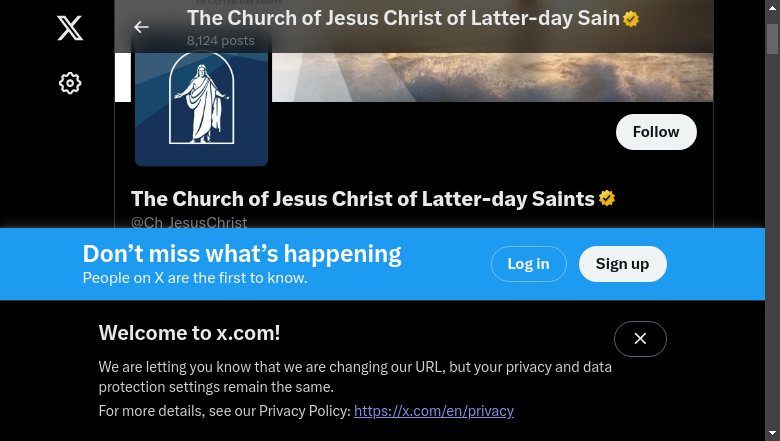 The Church of Jesus Christ of Latter-day Sain
8,124 posts
Follow
The Church of Jesus Christ of Latter-day Saints
@Ch_JesusChrist
Don't miss what's happening
People on X are the first to know.
Log in
Sign up
Welcome to x.com!
We are letting you know that we are changing our URL, but your privacy and data
protection settings remain the same.
For more details, see our Privacy Policy: https://x.com/en/privacy